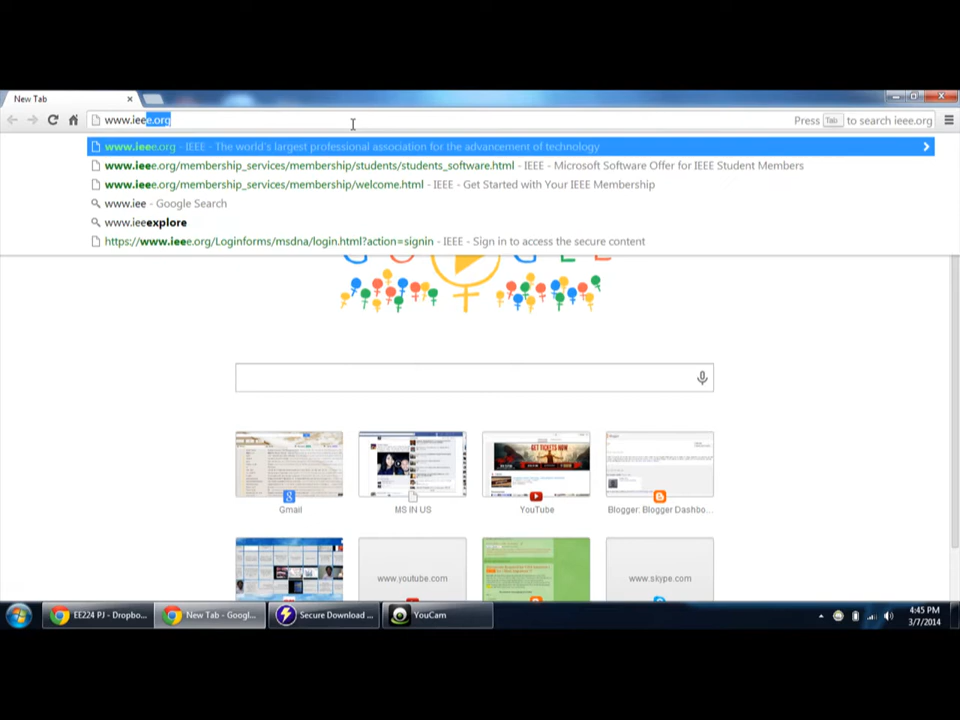 New Tab
www.ieee.org
Press Tab to search ieee.org
www.ieee.org - IEEE - The world's largest professional association for the advancement of technology
www.ieee.org/membership_services/membership/students/students_software.html - IEEE - Microsoft Software Offer for IEEE Student Members
www.ieee.org/membership_services/membership/welcome.html - IEEE - Get Started with Your IEEE Membership
www.iee - Google Search
www.ieeexplore
https://www.ieee.org/Loginforms/msdna/login.html?action=signin - IEEE - Sign in to access the secure content
GET TICKETS NOW
Gmail
MS IN US
YouTube
Blogger: Blogger Dashbo...
www.youtube.com
www.skype.com
EE224 PJ - Dropbo...
New Tab - Googl...
Secure Download ...
YouCam
4:45 PM
3/7/2014